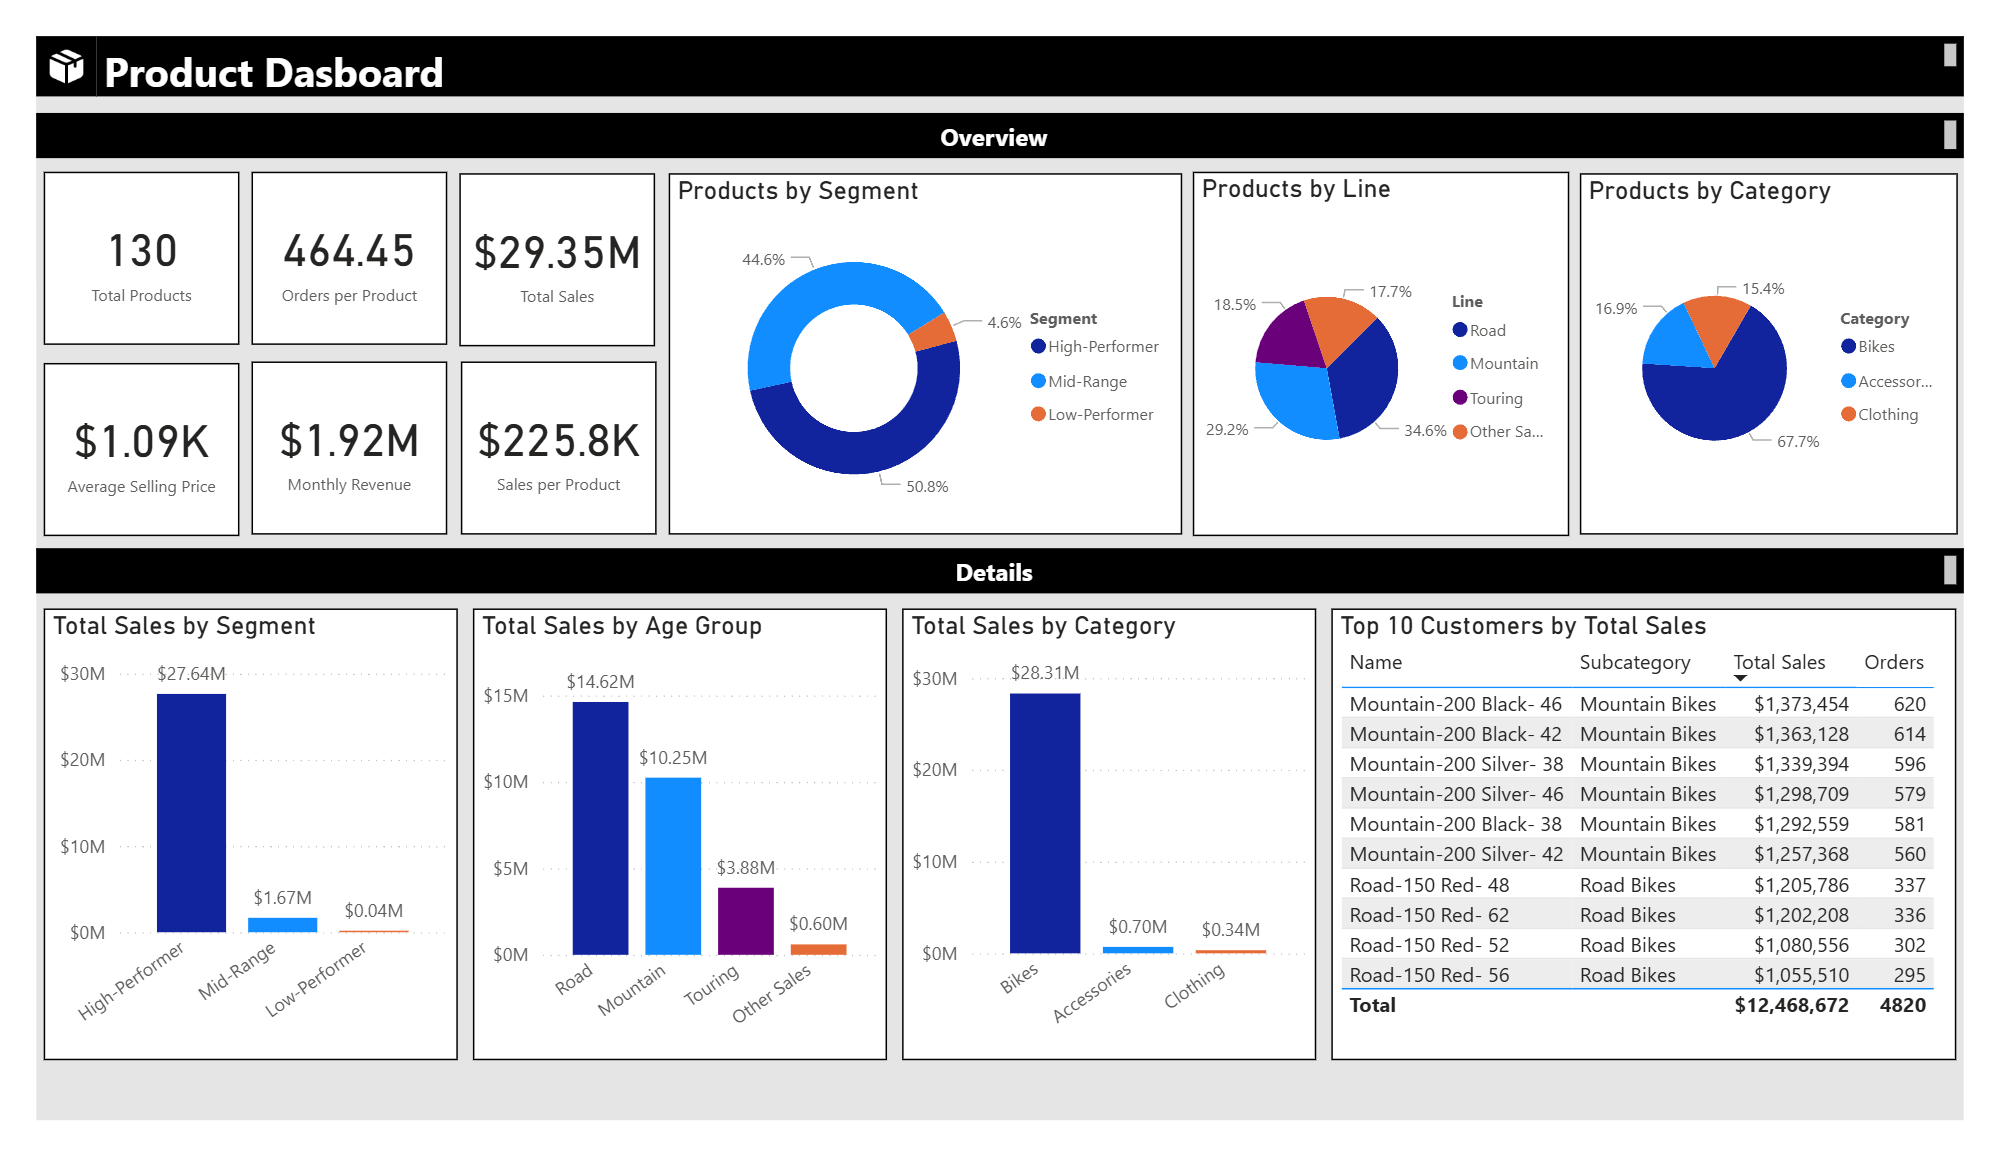 Product Dasboard
Overview
130
Total Products
464.45
Orders per Product
$29.35M
Total Sales
$1.09K
Average Selling Price
$1.92M
Monthly Revenue
$225.8K
Sales per Product
Products by Segment
44.6%
4.6%
50.8%
Segment
High-Performer
Mid-Range
Low-Performer
Products by Line
18.5%
17.7%
29.2%
34.6%
Line
Road
Mountain
Touring
Other Sa...
Products by Category
16.9%
15.4%
67.7%
Category
Bikes
Accessor...
Clothing
Details
Total Sales by Segment
$30M
$20M
$10M
$0M
$27.64M
$1.67M
$0.04M
High-Performer
Mid-Range
Low-Performer
Total Sales by Age Group
$15M
$10M
$5M
$0M
$14.62M
$10.25M
$3.88M
$0.60M
Road
Mountain
Touring
Other Sales
Total Sales by Category
$30M
$20M
$10M
$0M
$28.31M
$0.70M
$0.34M
Bikes
Accessories
Clothing
Top 10 Customers by Total Sales
Name Subcategory Total Sales Orders
Mountain-200 Black- 46 Mountain Bikes $1,373,454 620
Mountain-200 Black- 42 Mountain Bikes $1,363,128 614
Mountain-200 Silver- 38 Mountain Bikes $1,339,394 596
Mountain-200 Silver- 46 Mountain Bikes $1,298,709 579
Mountain-200 Black- 38 Mountain Bikes $1,292,559 581
Mountain-200 Silver- 42 Mountain Bikes $1,257,368 560
Road-150 Red- 48 Road Bikes $1,205,786 337
Road-150 Red- 62 Road Bikes $1,202,208 336
Road-150 Red- 52 Road Bikes $1,080,556 302
Road-150 Red- 56 Road Bikes $1,055,510 295
Total $12,468,672 4820